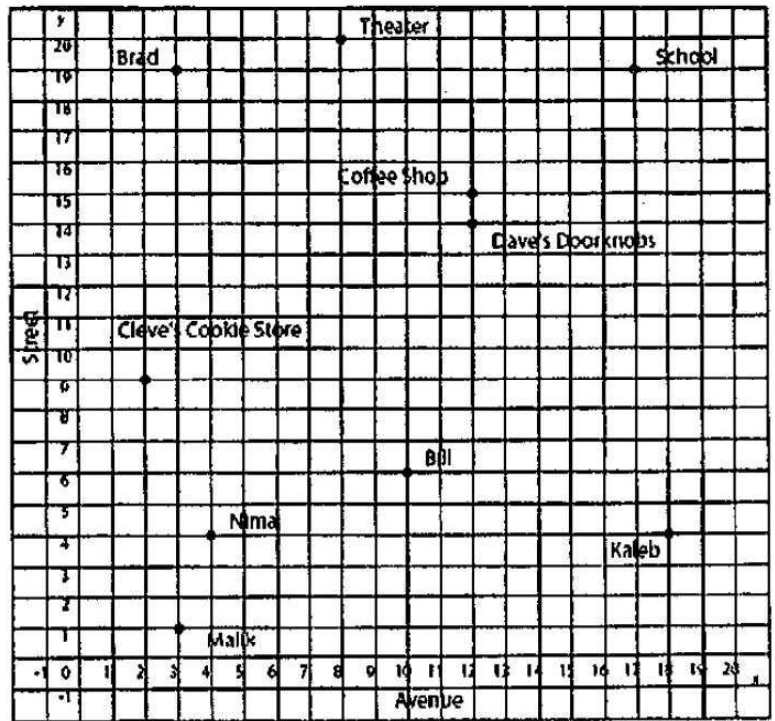 y
Theater
20
Brad
School
19
18
17
16
Coffee Shop
15
14
Dave's Doorknobs
13
12
Street
11
Cleve's Cookie Store
10
9
8
7
Bill
6
5
Nima
4
Kaleb
3
2
1
Malik
-1 0 1 2 3 4 5 6 7 8 9 10 11 12 13 14 15 16 17 18 19 20 x
-1
Avenue